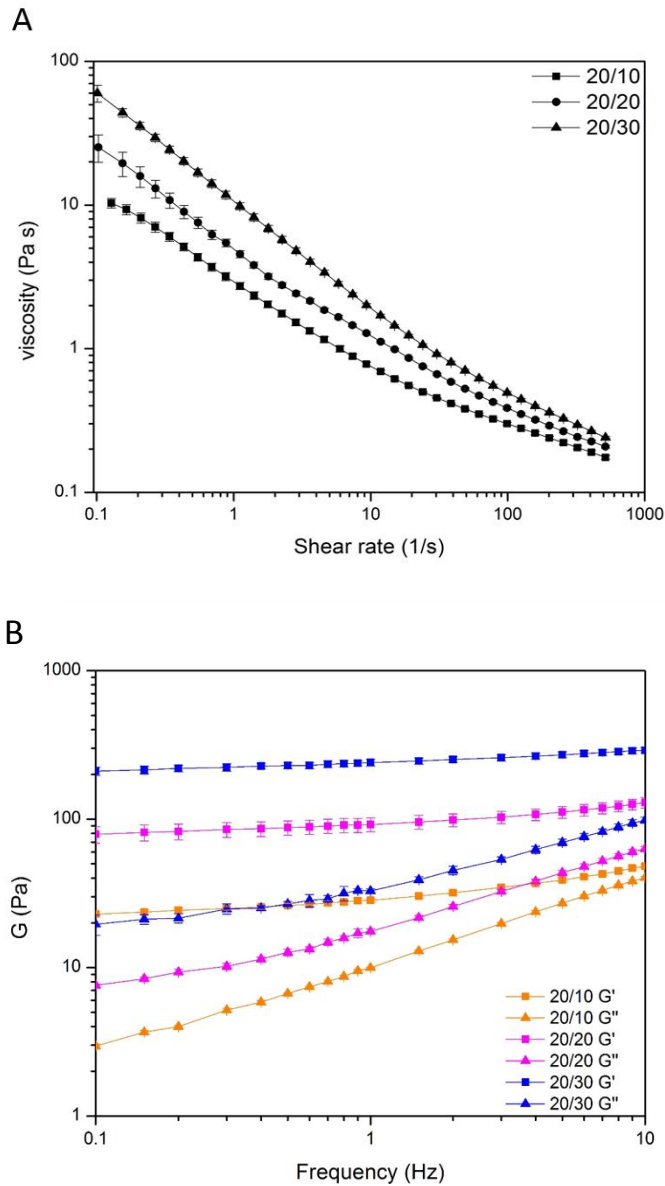 A
100
10
1
0.1
viscosity (Pa s)
0.1 1 10 100 1000
Shear rate (1/s)
20/10
20/20
20/30
B
1000
100
10
1
G (Pa)
0.1 1 10
Frequency (Hz)
20/10 G'
20/10 G"
20/20 G'
20/20 G"
20/30 G'
20/30 G"